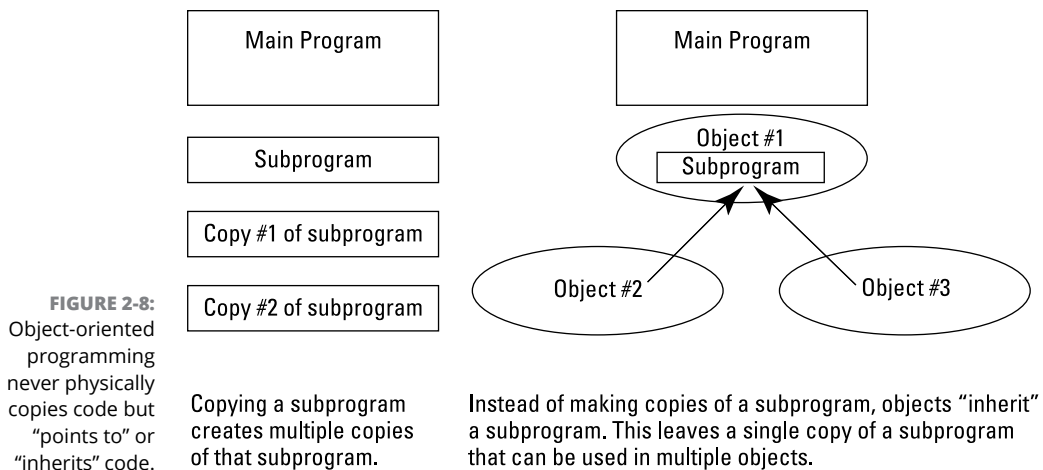 Main Program
Subprogram
Copy #1 of subprogram
Copy #2 of subprogram
Main Program
Object #1
Subprogram
Object #2
Object #3
FIGURE 2-8:
Object-oriented
programming
never physically
copies code but
“points to” or
“inherits” code.
Copying a subprogram
creates multiple copies
of that subprogram.
Instead of making copies of a subprogram, objects “inherit”
a subprogram. This leaves a single copy of a subprogram
that can be used in multiple objects.